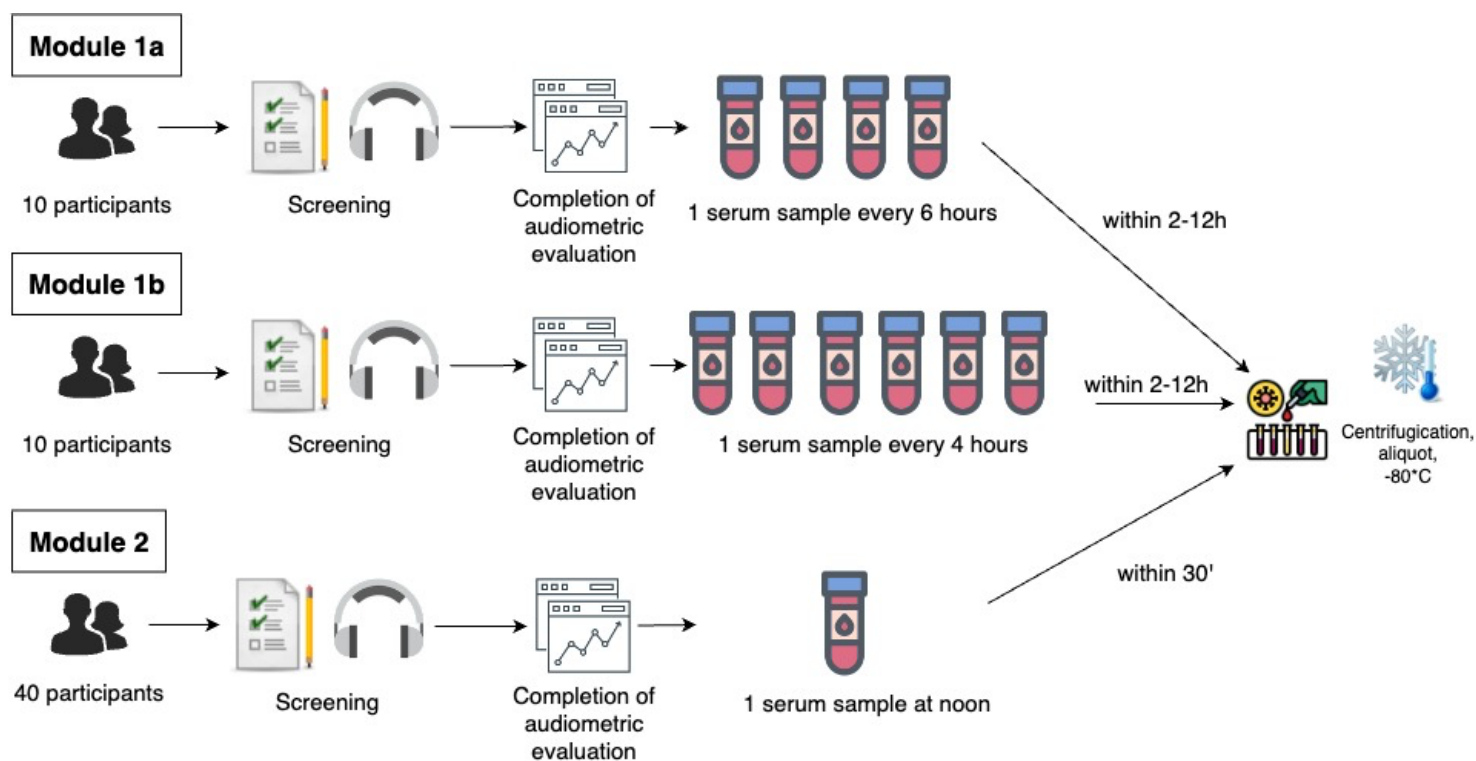 Module 1a
10 participants
Screening
Completion of
audiometric
evaluation
1 serum sample every 6 hours
within 2-12h
Module 1b
10 participants
Screening
Completion of
audiometric
evaluation
1 serum sample every 4 hours
within 2-12h
Centrifugication,
aliquot,
-80*C
Module 2
40 participants
Screening
Completion of
audiometric
evaluation
1 serum sample at noon
within 30'